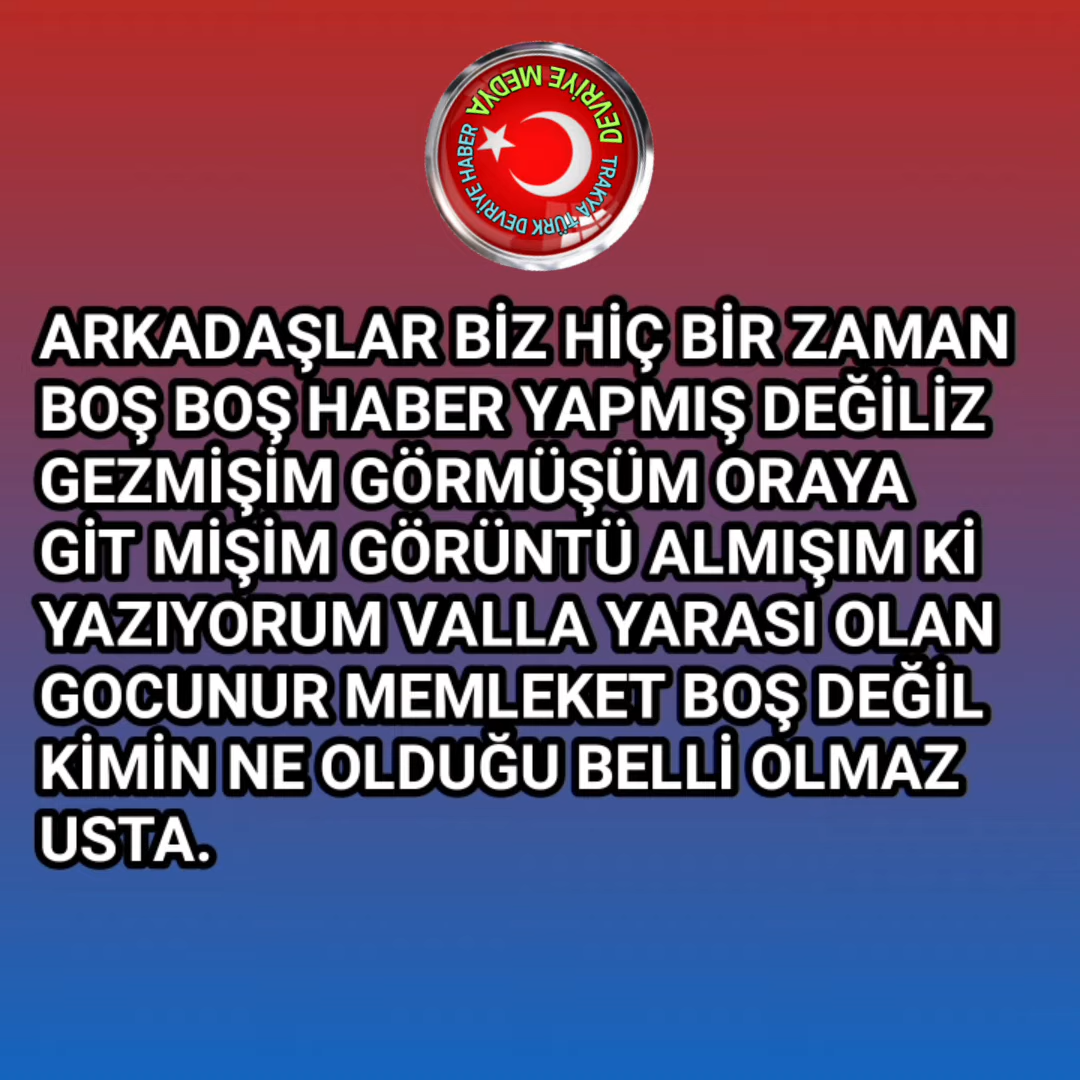 DEVRİYE MEDYA
TRAKYA TÜRK DEVRİYE HABER
ARKADAŞLAR BİZ HİÇ BİR ZAMAN
BOŞ BOŞ HABER YAPMIŞ DEĞİLİZ
GEZMİŞİM GÖRMÜŞÜM ORAYA
GİT MİŞİM GÖRÜNTÜ ALMIŞIM Kİ
YAZIYORUM VALLA YARASI OLAN
GOCUNUR MEMLEKET BOŞ DEĞİL
KİMİN NE OLDUĞU BELLİ OLMAZ
USTA.